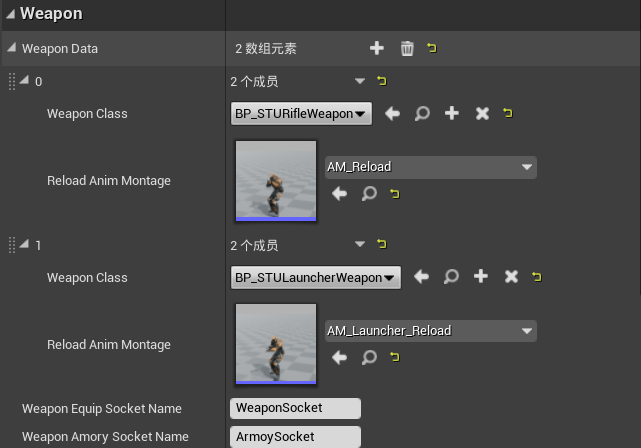 Weapon
Weapon Data 2 数组元素
0 2 个成员
Weapon Class BP_STURifleWeapon
Reload Anim Montage AM_Reload
1 2 个成员
Weapon Class BP_STULauncherWeapon
Reload Anim Montage AM_Launcher_Reload
Weapon Equip Socket Name WeaponSocket
Weapon Amory Socket Name ArmoySocket